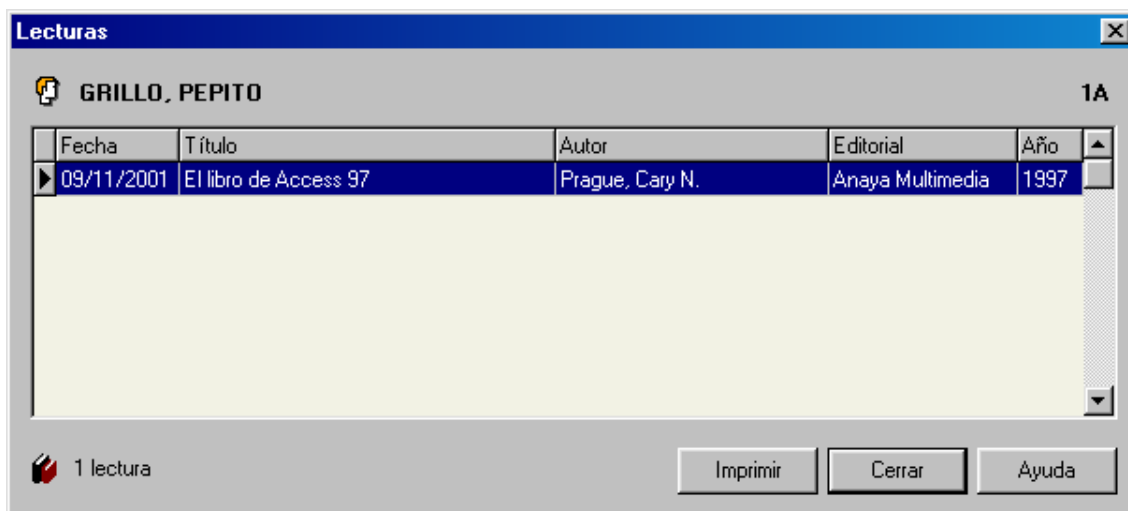 Lecturas
GRILLO, PEPITO 1A
Fecha Título Autor Editorial Año
09/11/2001 El libro de Access 97 Prague, Cary N. Anaya Multimedia 1997
1 lectura Imprimir Cerrar Ayuda